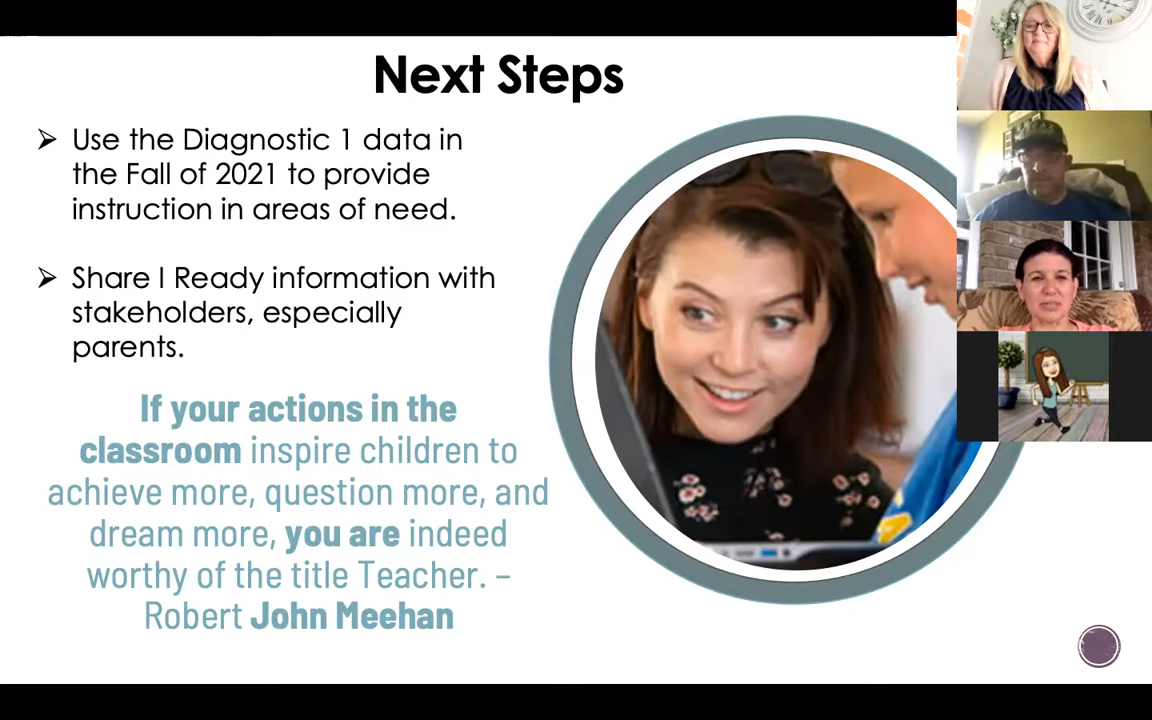 Next Steps
Use the Diagnostic 1 data in
the Fall of 2021 to provide
instruction in areas of need.
Share I Ready information with
stakeholders, especially
parents.
If your actions in the
classroom inspire children to
achieve more, question more, and
dream more, you are indeed
worthy of the title Teacher. –
Robert John Meehan